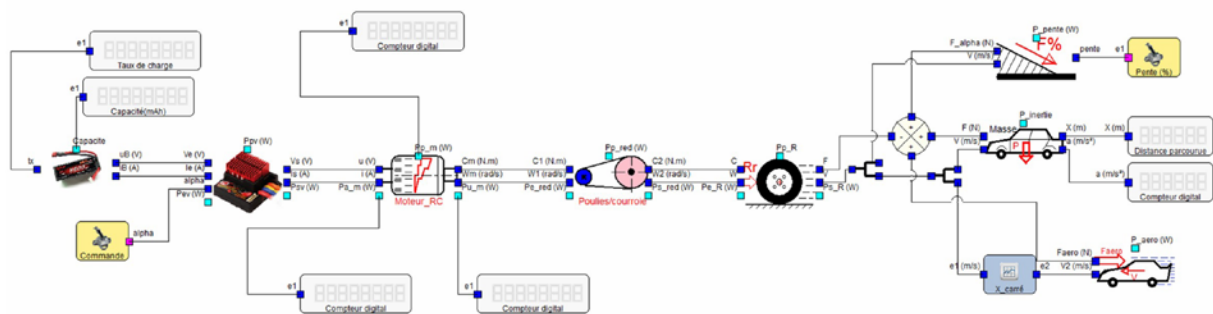 e1
Taux de charge
e1
Capacité(mAh)
tx
Capacite
uB (V)
iB (A)
Ve (V)
Ie (A)
alpha
Pev (W)
Ppv (W)
Vs (V)
Is (A)
Psv (W)
alpha
Commande
e1
Compteur digital
Pp_m (W)
u (V)
i (A)
Pa_m (W)
Moteur_RC
Cm (N.m)
Wm (rad/s)
Pu_m (W)
e1
Compteur digital
e1
Compteur digital
Pp_red (W)
C1 (N.m)
W1 (rad/s)
Pe_red (W)
Poulies/courroie
C2 (N.m)
W2 (rad/s)
Ps_red (W)
Pp_R
C
W
Pe_R (W)
Rr
F
V
Ps_R (W)
P_pente (W)
F_alpha (N)
V (m/s)
F%
pente
e1
Pente (%)
P_inertie
F (N)
Masse
V (m/s)
P
X (m)
a (m/s²)
X (m)
Distance parcourue
a (m/s²)
Compteur digital
e1 (m/s)
e2
X_carré
P_aero (W)
Faero (N)
Faero
V2 (m/s)
V